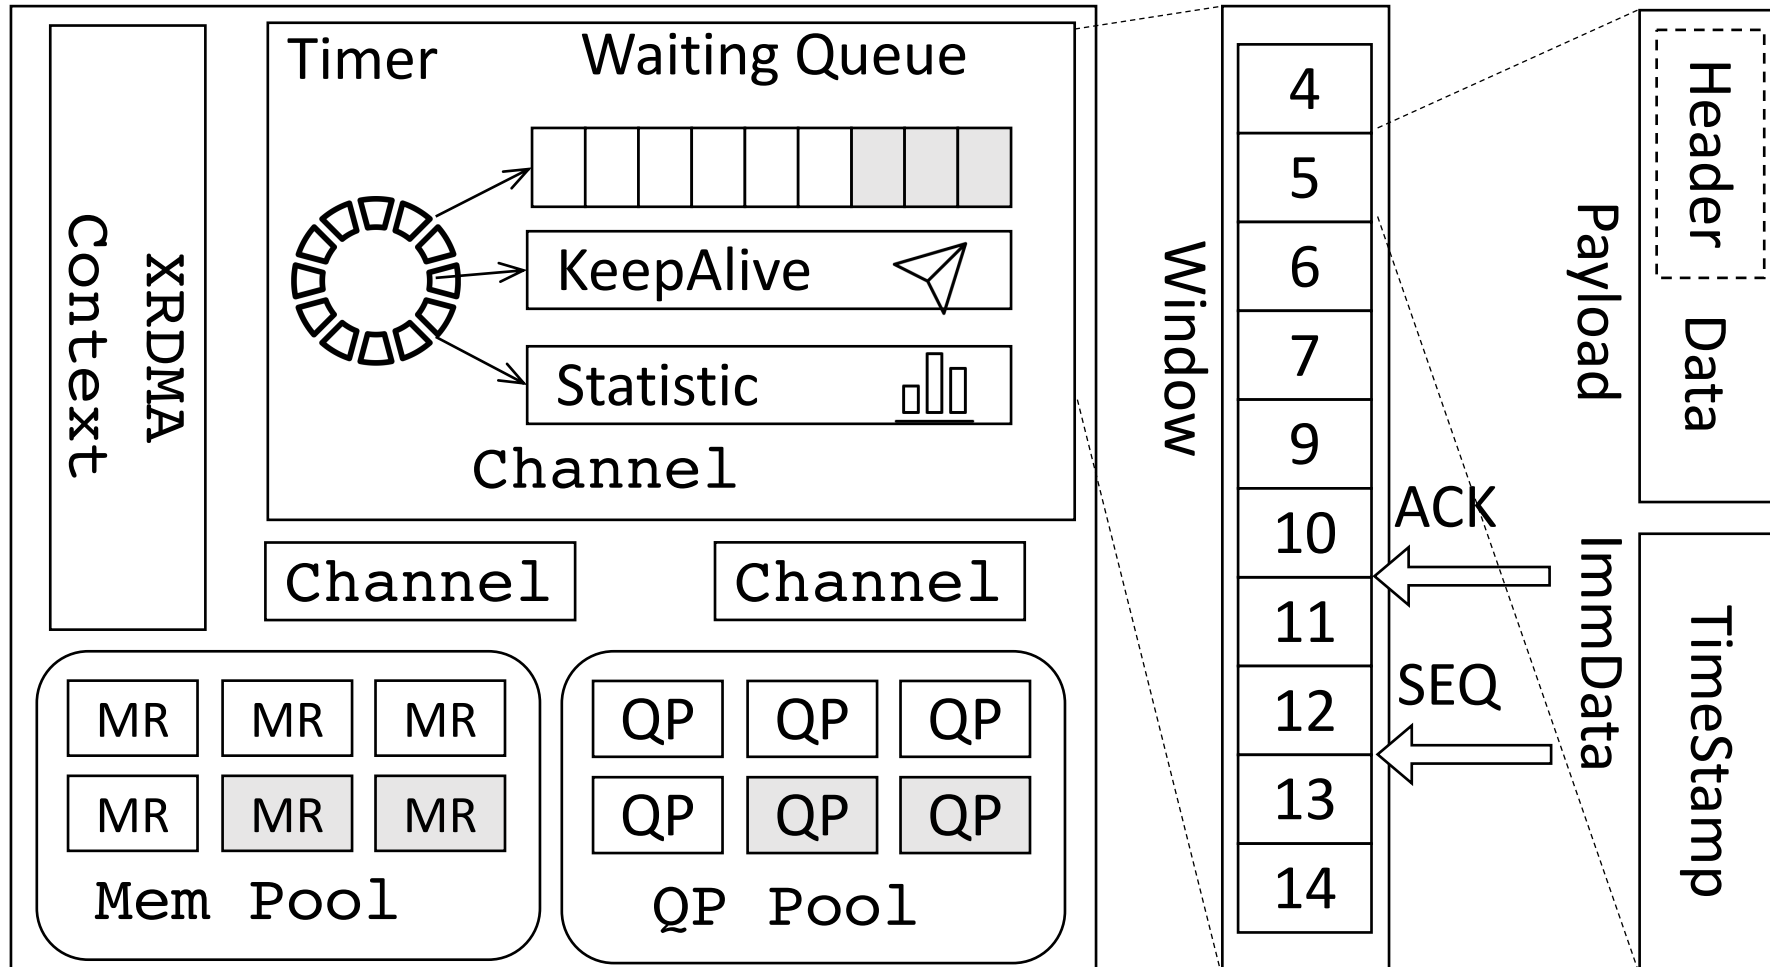 XRDMA
Context
Timer
Waiting Queue
KeepAlive
Statistic
Channel
Channel
Channel
MR
MR
MR
MR
MR
MR
Mem Pool
QP
QP
QP
QP
QP
QP
QP Pool
Window
4
5
6
7
9
10
11
12
13
14
ACK
SEQ
Payload
ImmData
Header
Data
TimeStamp